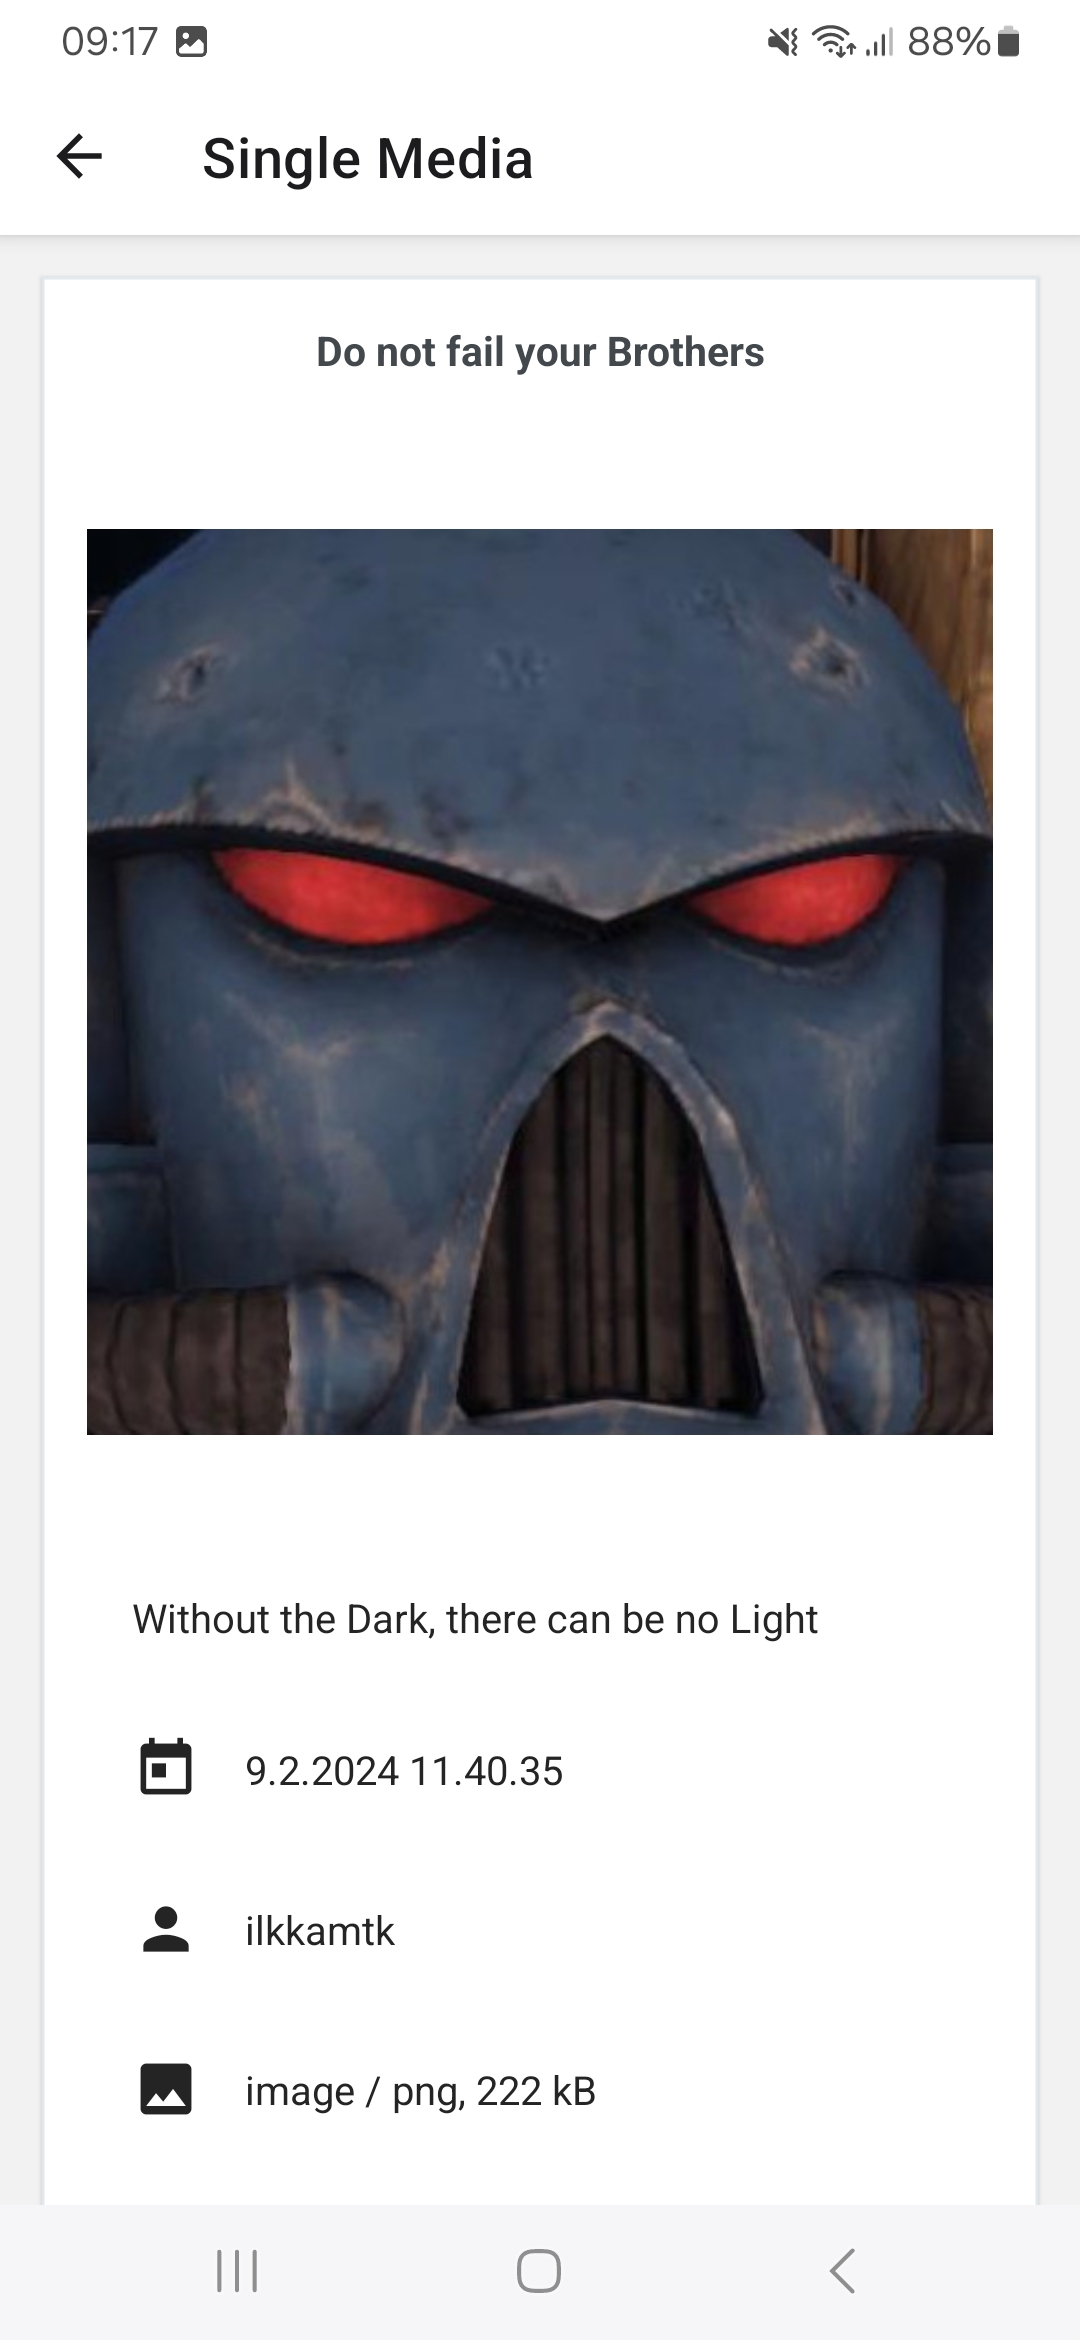 09:17
88%
Single Media
Do not fail your Brothers
Without the Dark, there can be no Light
9.2.2024 11.40.35
ilkkamtk
image / png, 222 kB